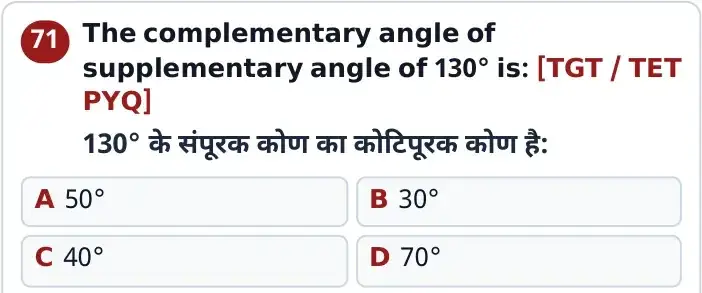 71 The complementary angle of
supplementary angle of 130° is: [TGT / TET
PYQ]
130° के संपूरक कोण का कोटिपूरक कोण है:
A 50°
B 30°
C 40°
D 70°